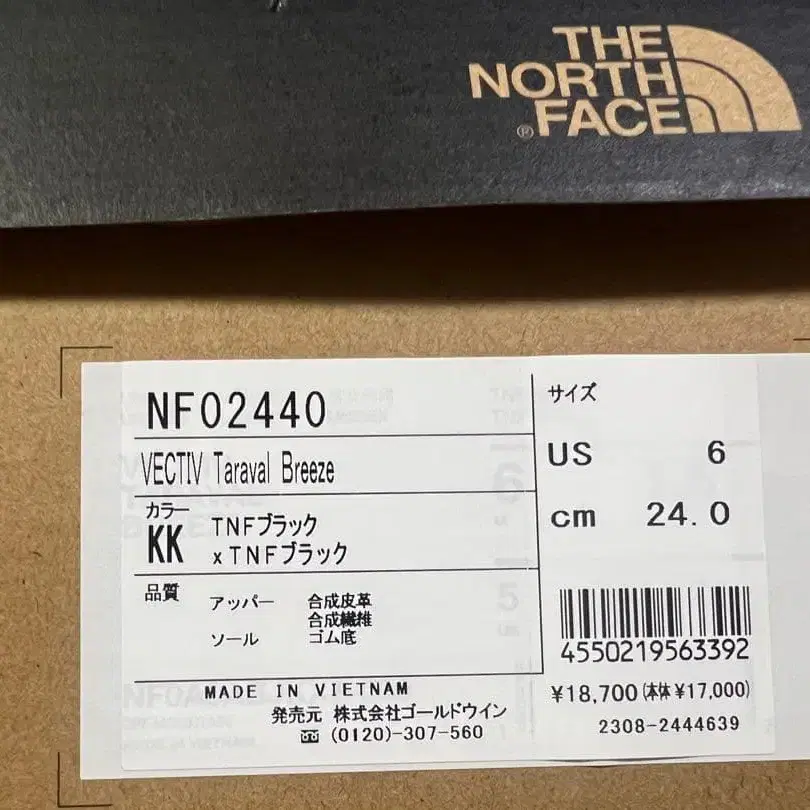 THE
NORTH
FACE
®
NF02440
VECTIV Taraval Breeze
カラー
KK TNFブラック
xTNFブラック
品質 アッパー 合成皮革
合成繊維
ソール ゴム底
MADE IN VIETNAM
発売元 株式会社ゴールドウイン
☎ (0120)-307-560
サイズ
US 6
cm 24.0
4550219563392
¥18,700(本体¥17,000)
2308-2444639